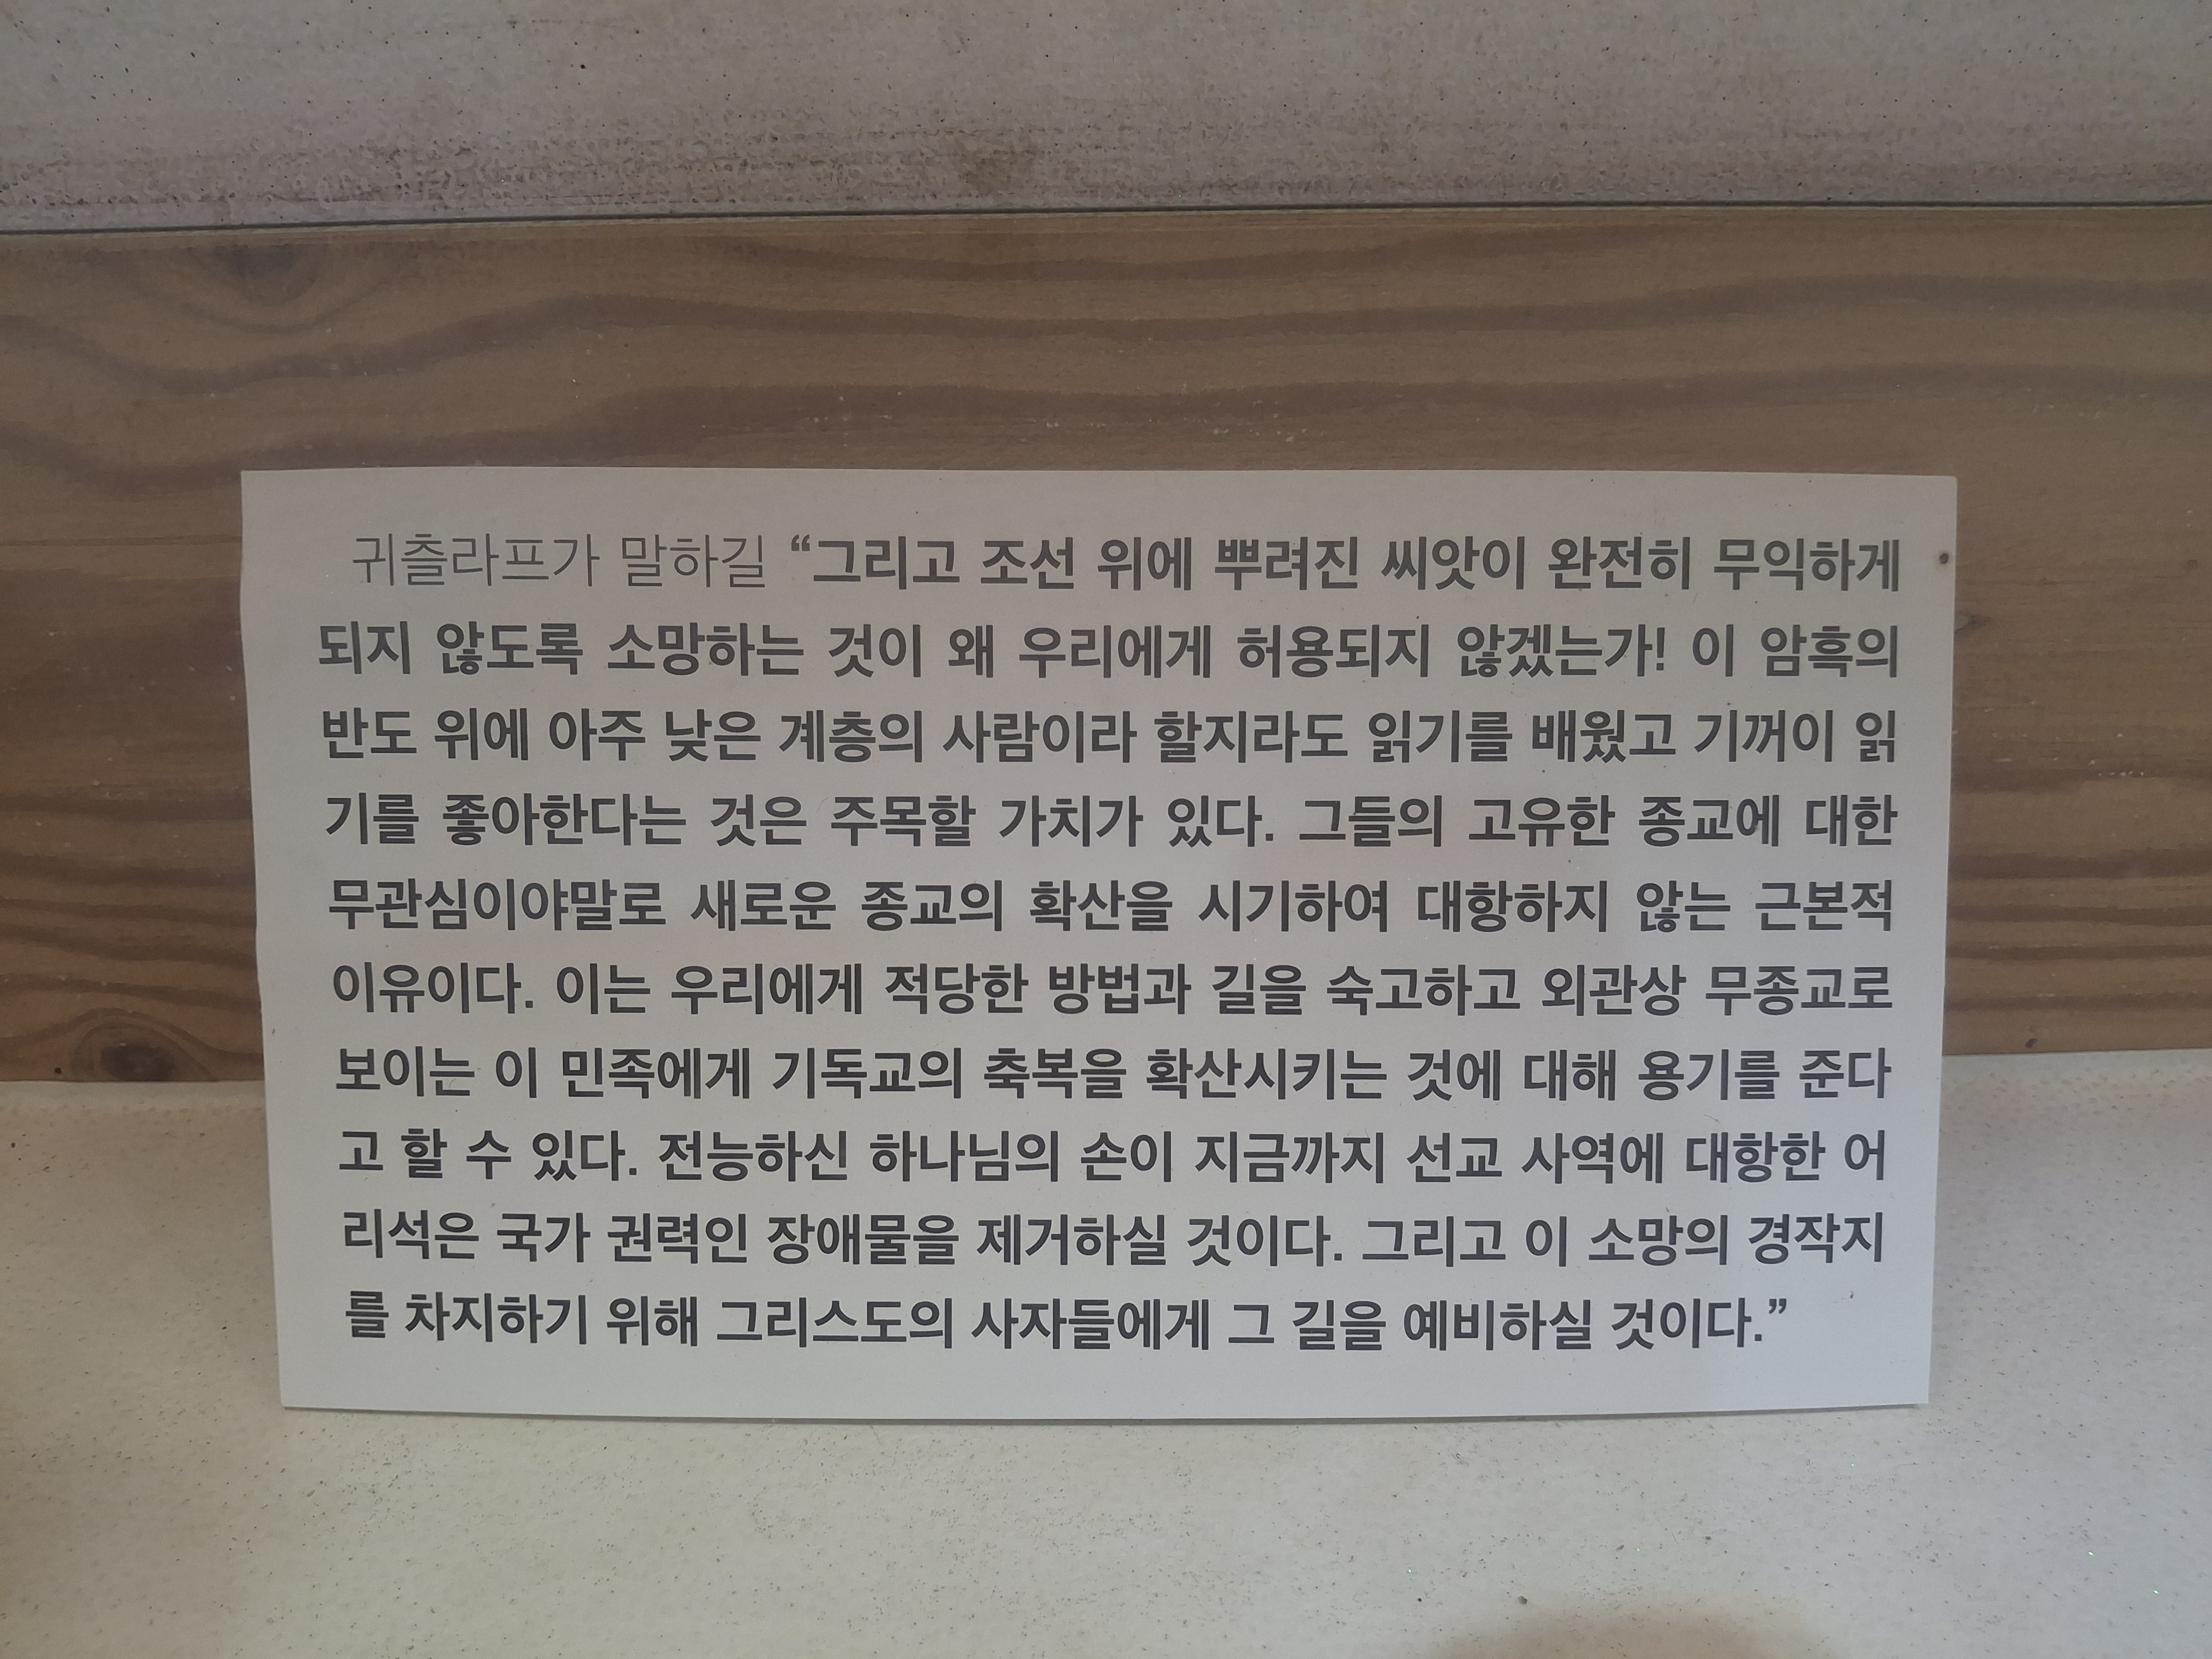 귀츨라프가 말하길 “그리고 조선 위에 뿌려진 씨앗이 완전히 무익하게
되지 않도록 소망하는 것이 왜 우리에게 허용되지 않겠는가! 이 암흑의
반도 위에 아주 낮은 계층의 사람이라 할지라도 읽기를 배웠고 기꺼이 읽
기를 좋아한다는 것은 주목할 가치가 있다. 그들의 고유한 종교에 대한
무관심이야말로 새로운 종교의 확산을 시기하여 대항하지 않는 근본적
이유이다. 이는 우리에게 적당한 방법과 길을 숙고하고 외관상 무종교로
보이는 이 민족에게 기독교의 축복을 확산시키는 것에 대해 용기를 준다
고 할 수 있다. 전능하신 하나님의 손이 지금까지 선교 사역에 대항한 어
리석은 국가 권력인 장애물을 제거하실 것이다. 그리고 이 소망의 경작지
를 차지하기 위해 그리스도의 사자들에게 그 길을 예비하실 것이다.”